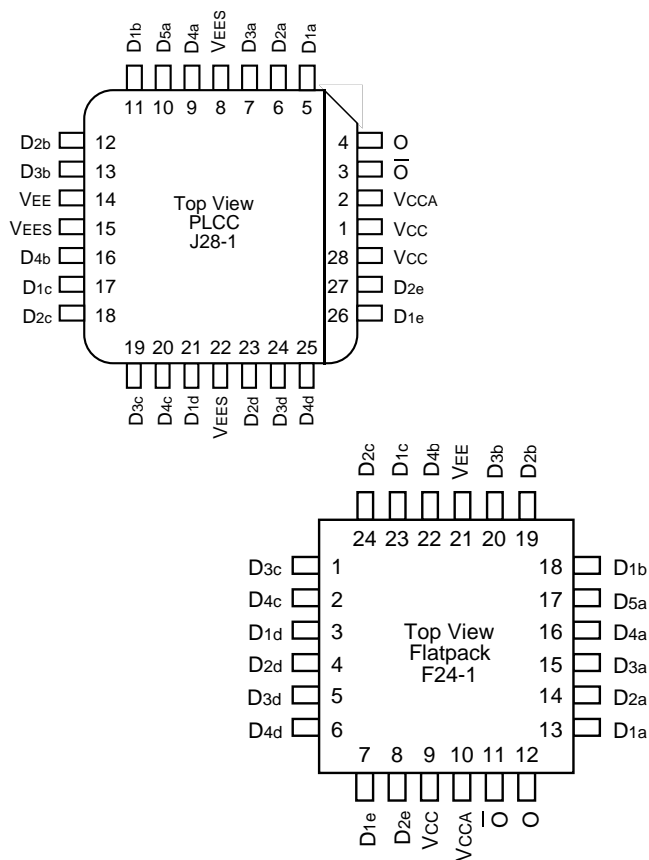 D1b D5a D4a VEES D3a D2a D1a
11 10 9 8 7 6 5
D2b 12
D3b 13
VEE 14
VEES 15
D4b 16
D1c 17
D2c 18
Top View
PLCC
J28-1
4 O
3 O̅
2 VCCA
1 VCC
28 VCC
27 D2e
26 D1e
19 20 21 22 23 24 25
D3c D4c D1d VEES D2d D3d D4d
D2c D1c D4b VEE D3b D2b
24 23 22 21 20 19
D3c 1
D4c 2
D1d 3
D2d 4
D3d 5
D4d 6
Top View
Flatpack
F24-1
18 D1b
17 D5a
16 D4a
15 D3a
14 D2a
13 D1a
7 8 9 10 11 12
D1e D2e VCC VCCA O̅ O